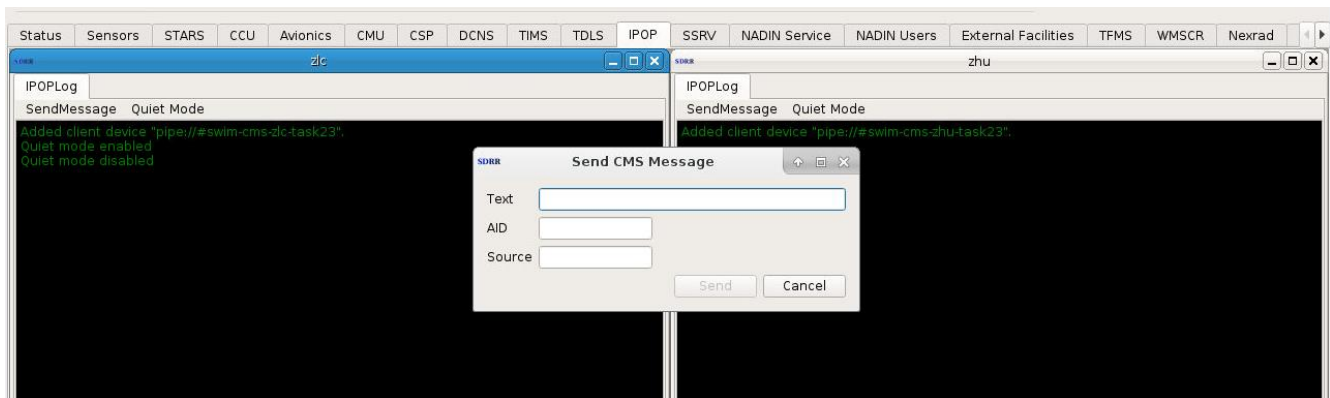 Status Sensors STARS CCU Avionics CMU CSP DCNS TIMS TDLS IPOP SSRV NADIN Service NADIN Users External Facilities TFMS WMSCR Nexrad
SDRR zlc
IPOPLog
SendMessage Quiet Mode
Added client device "pipe://#swim-cms-zlc-task23".
Quiet mode enabled
Quiet mode disabled
SDRR zhu
IPOPLog
SendMessage Quiet Mode
Added client device "pipe://#swim-cms-zhu-task23".
SDRR Send CMS Message
Text
AID
Source
Send Cancel